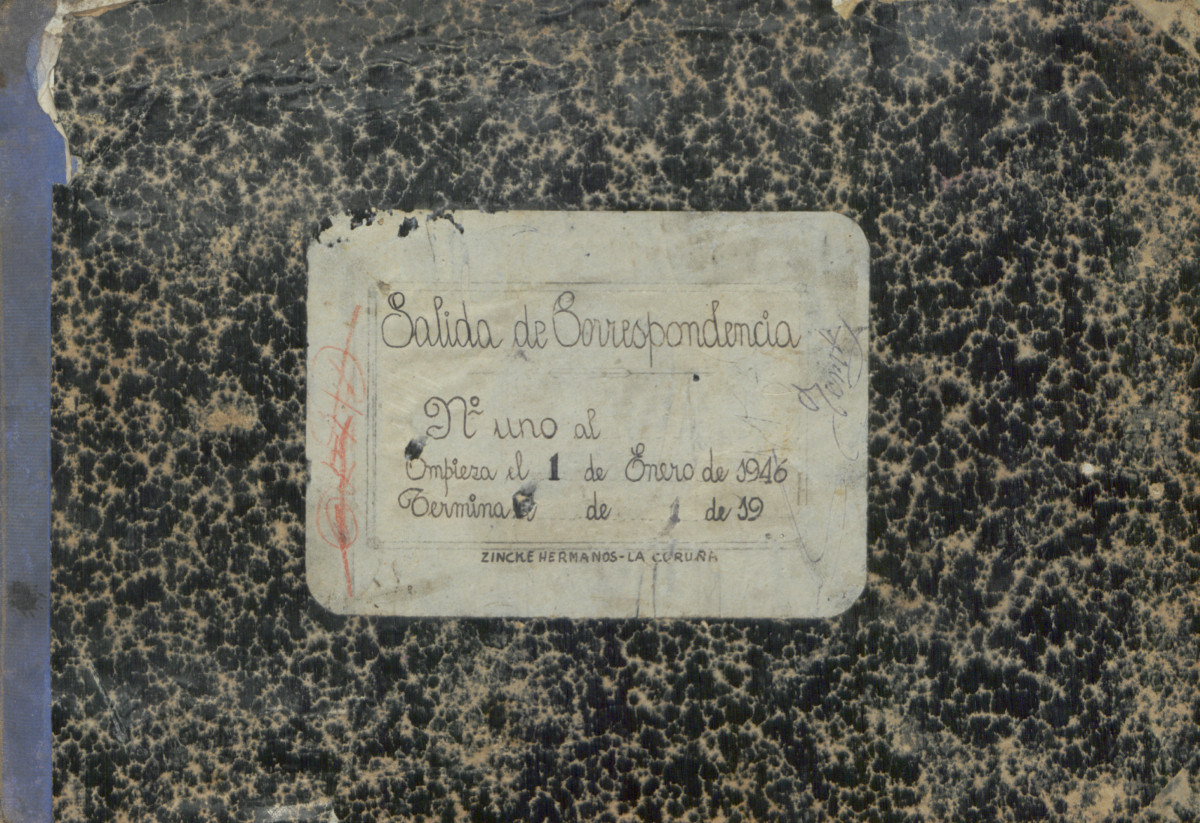 Salida de Correspondencia
Nº uno al
Empieza el 1 de Enero de 1946
Termina el de de 19
ZINCKE HERMANOS-LA CORUÑA